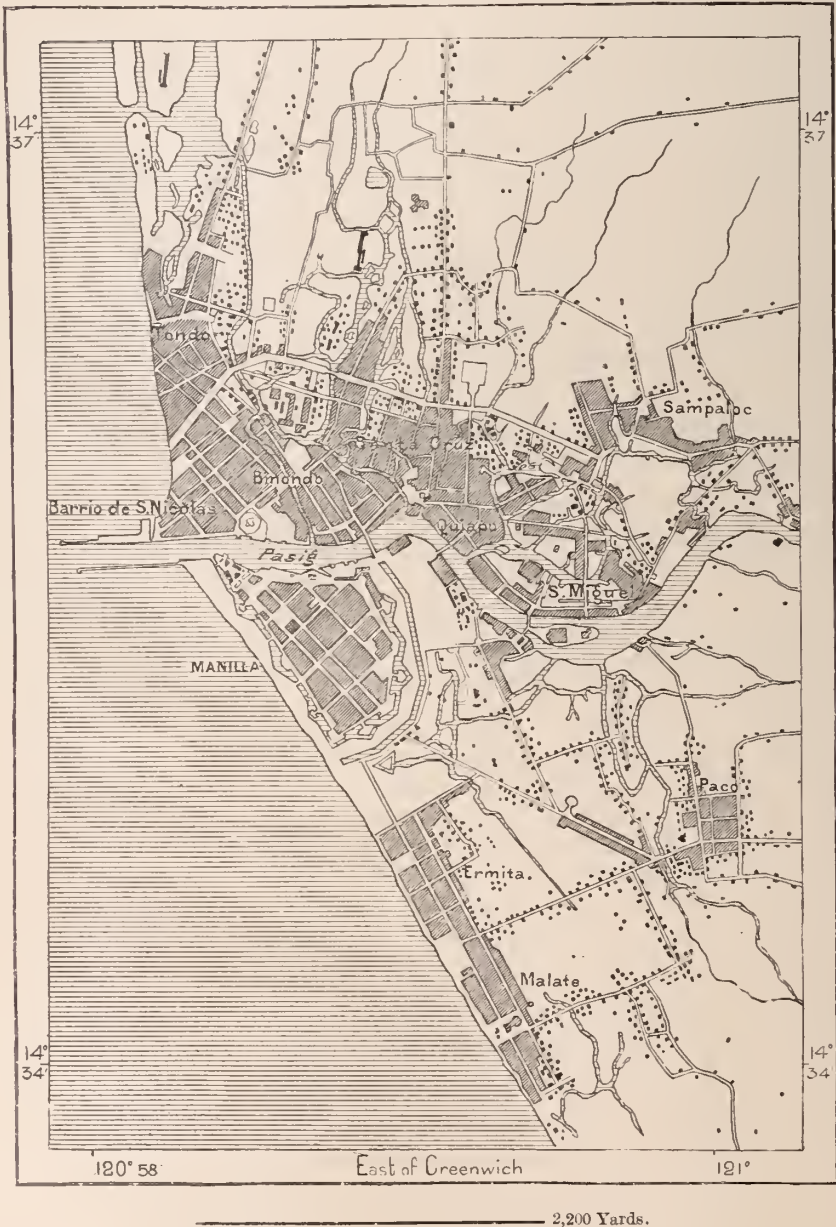 14° 37'
14° 37
Tondo
Sampaloc
Santa Cruz
Binondo
Barrio de S. Nicolas
Quiapo
Pasig
S. Miguel
MANILLA
Paco
Ermita.
Malate
14° 34'
14° 34'
120° 58'
East of Greenwich
121°
2,200 Yards.